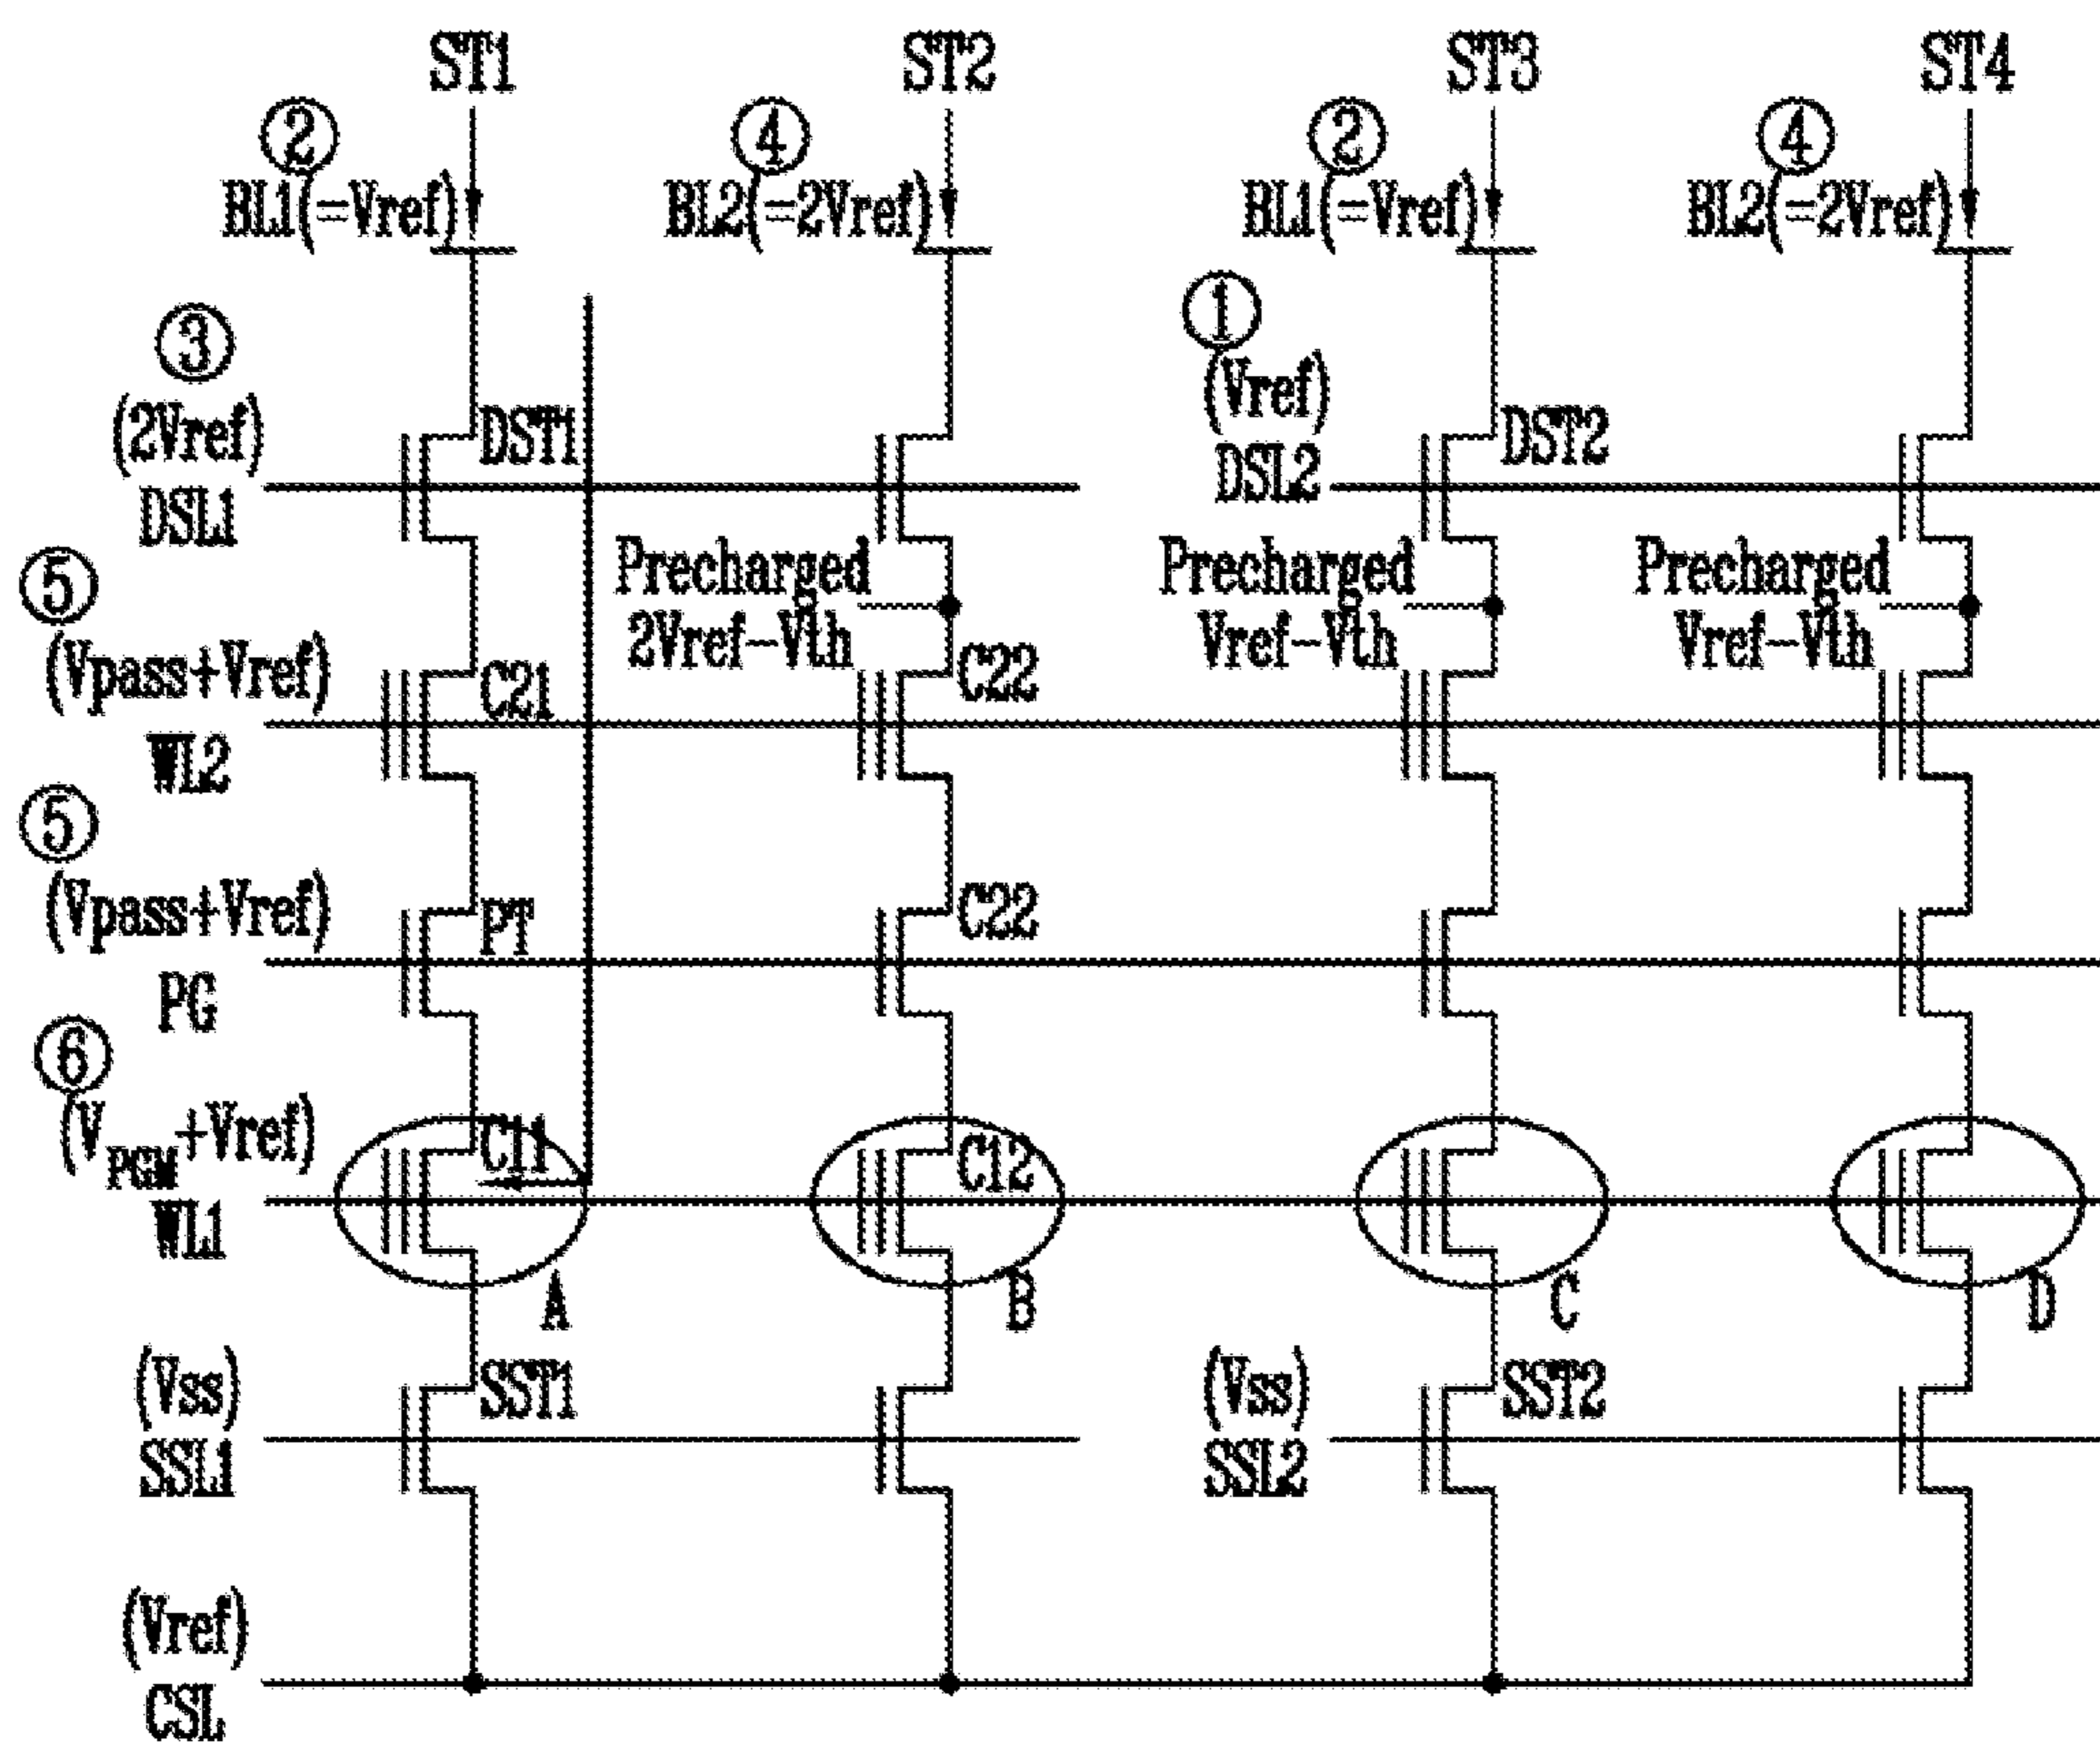 ST1 ST2 ST3 ST4
② ④ ② ④
BL1(=Vref) BL2(=2Vref) BL1(=Vref) BL2(=2Vref)
③ ①
(2Vref) (Vref)
DSL1 DST1 DSL2 DST2
Precharged Precharged Precharged
2Vref-Vth Vref-Vth Vref-Vth
⑤
(Vpass+Vref) C21 C22
WL2
⑤
(Vpass+Vref) PT C22
PG
⑥
(VPGM+Vref) C11 C12
WL1
A B C D
(Vss) SST1 (Vss) SST2
SSL1 SSL2
(Vref)
CSL